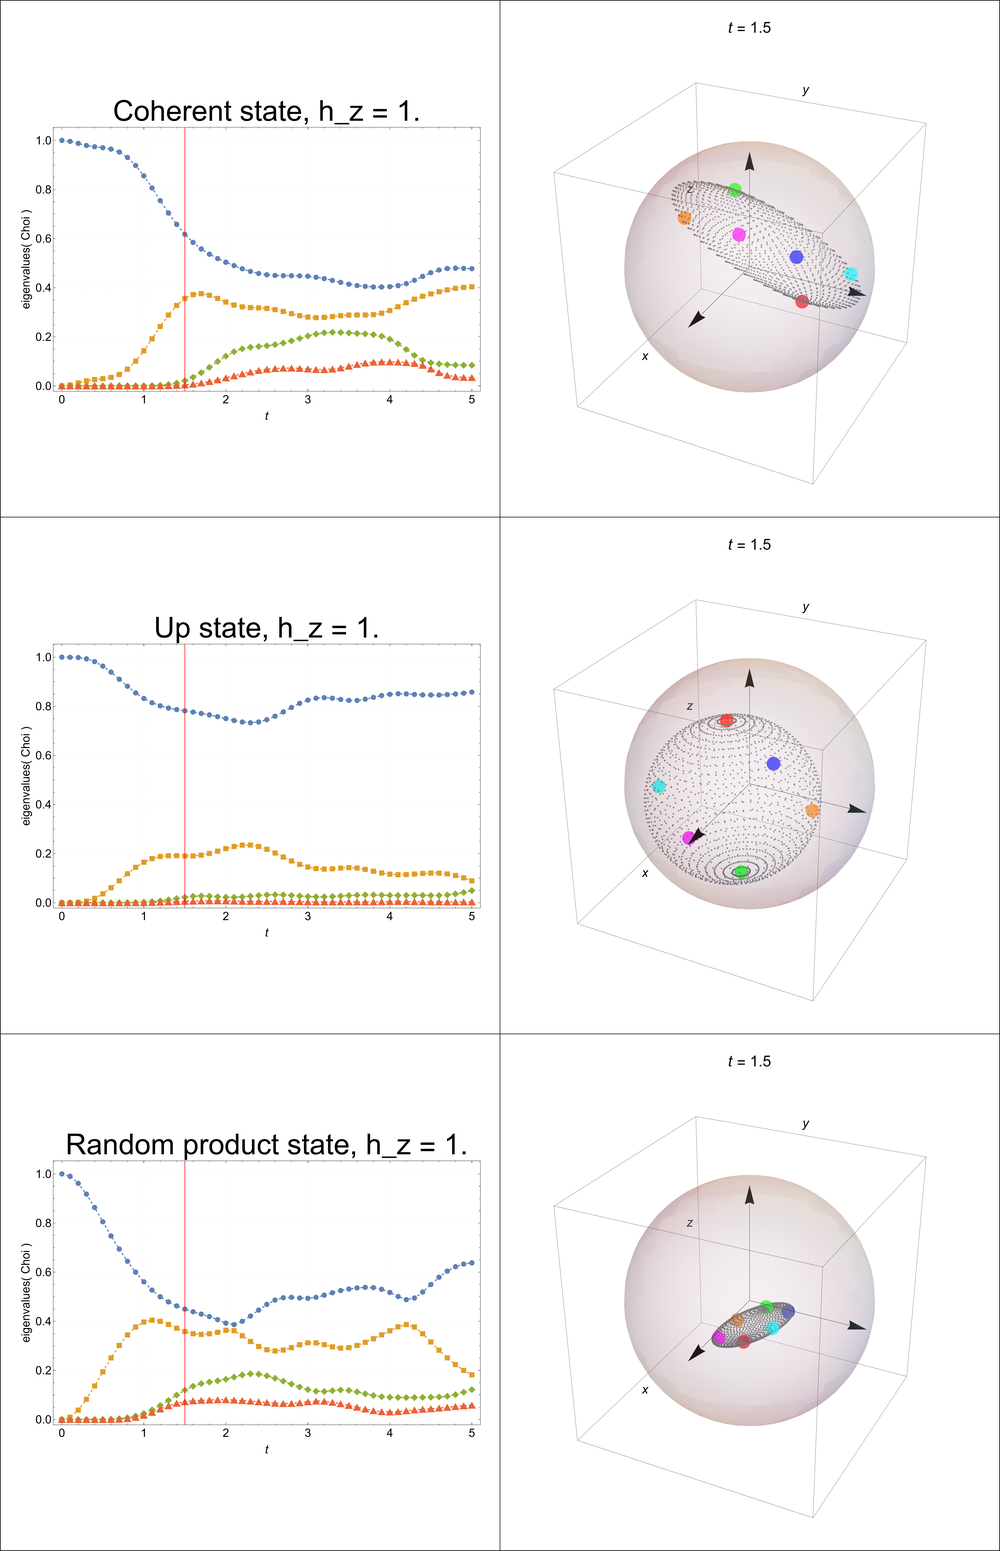 Coherent state, h_z = 1.
1.0
0.8
0.6
0.4
0.2
0.0
eigenvalues( Choi )
0 1 2 3 4 5
t
t = 1.5
y
z
x
Up state, h_z = 1.
1.0
0.8
0.6
0.4
0.2
0.0
eigenvalues( Choi )
0 1 2 3 4 5
t
t = 1.5
y
z
x
Random product state, h_z = 1.
1.0
0.8
0.6
0.4
0.2
0.0
eigenvalues( Choi )
0 1 2 3 4 5
t
t = 1.5
y
z
x